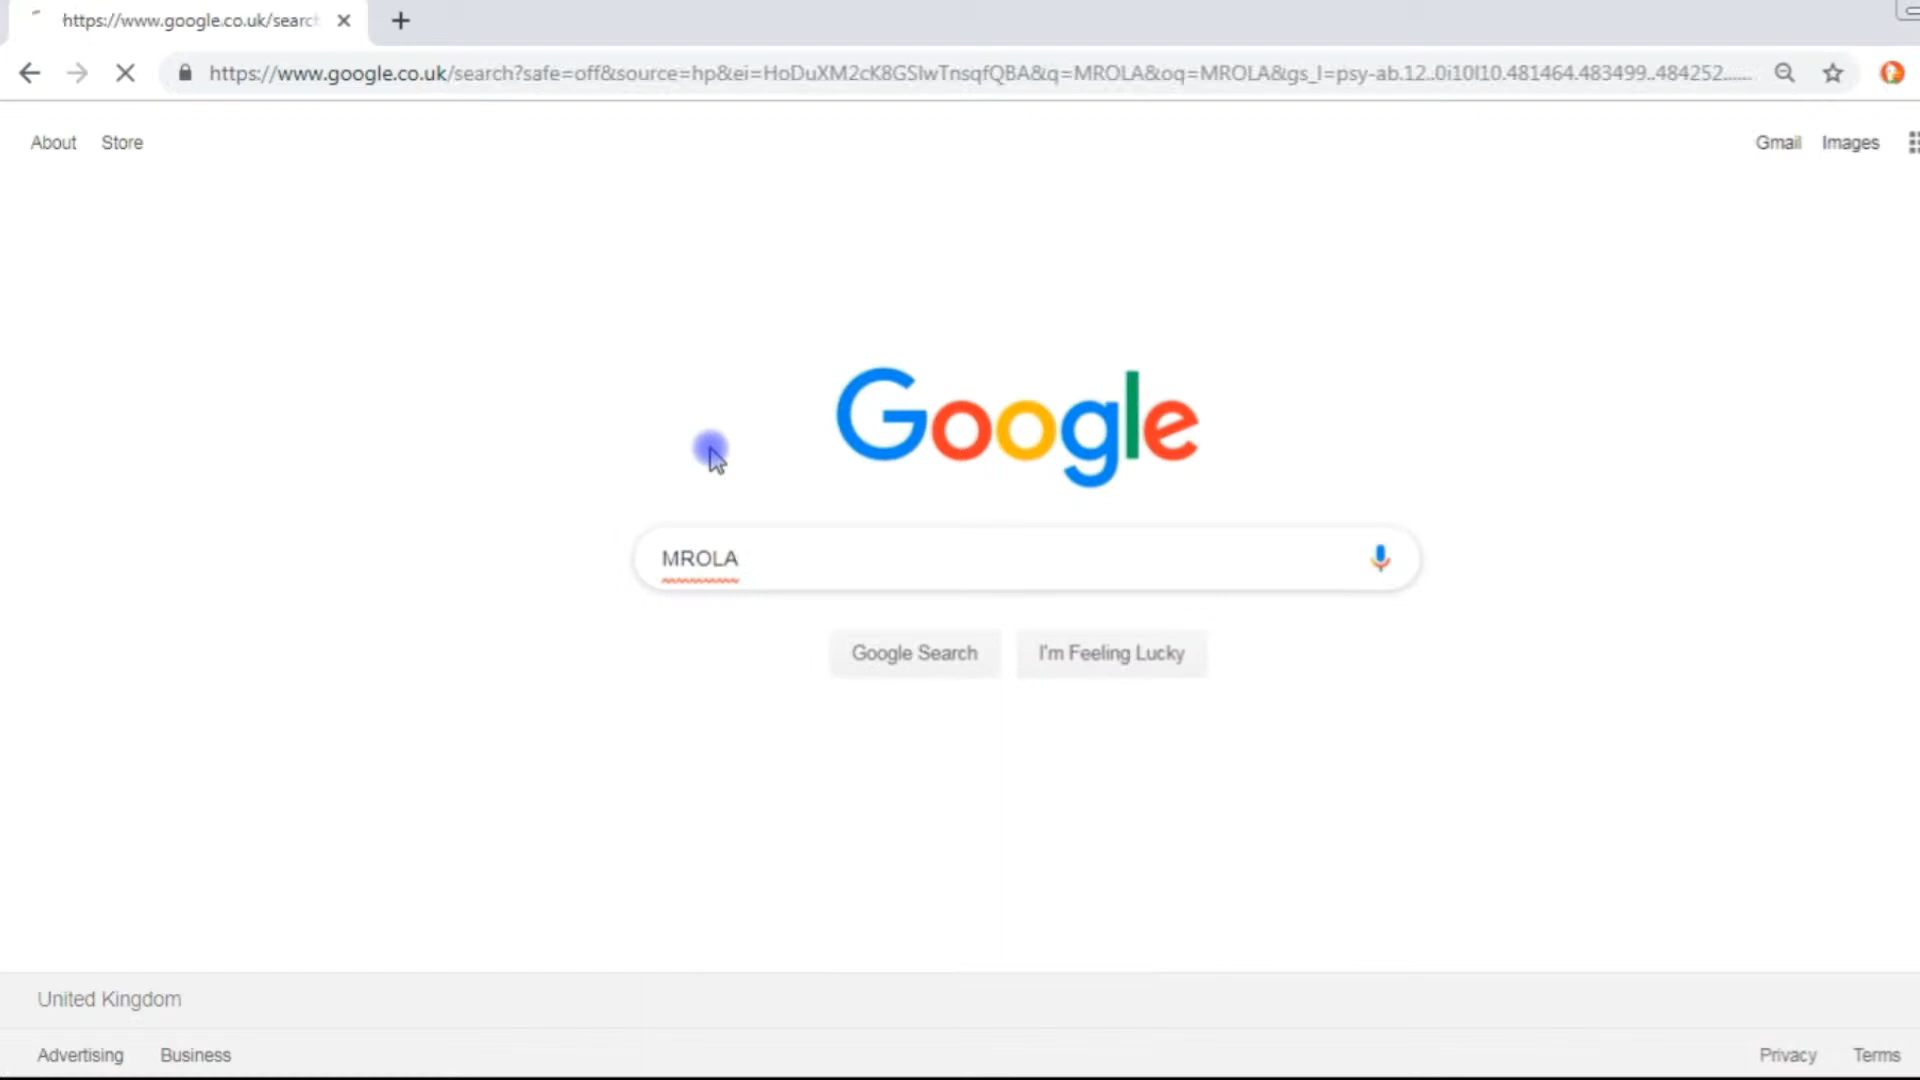 https://www.google.co.uk/search
https://www.google.co.uk/search?safe=off&source=hp&ei=HoDuXM2cK8GSlwTnsqfQBA&q=MROLA&oq=MROLA&gs_l=psy-ab.12..0i10l10.481464.483499..484252......
About Store
Gmail Images
Google
MROLA
Google Search I'm Feeling Lucky
United Kingdom
Advertising Business
Privacy Terms